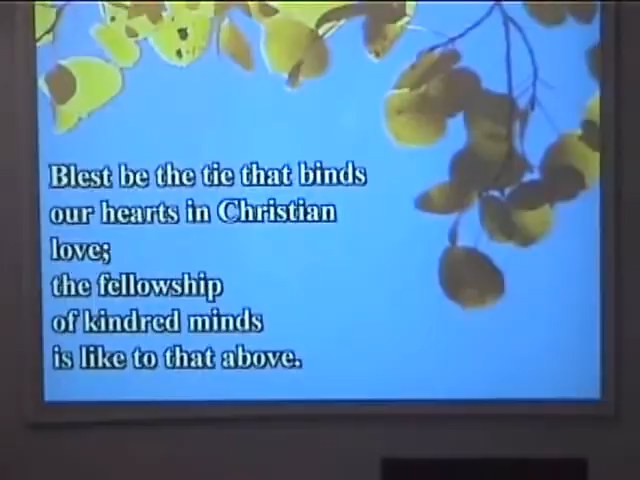 Blest be the tie that binds
our hearts in Christian
love;
the fellowship
of kindred minds
is like to that above.